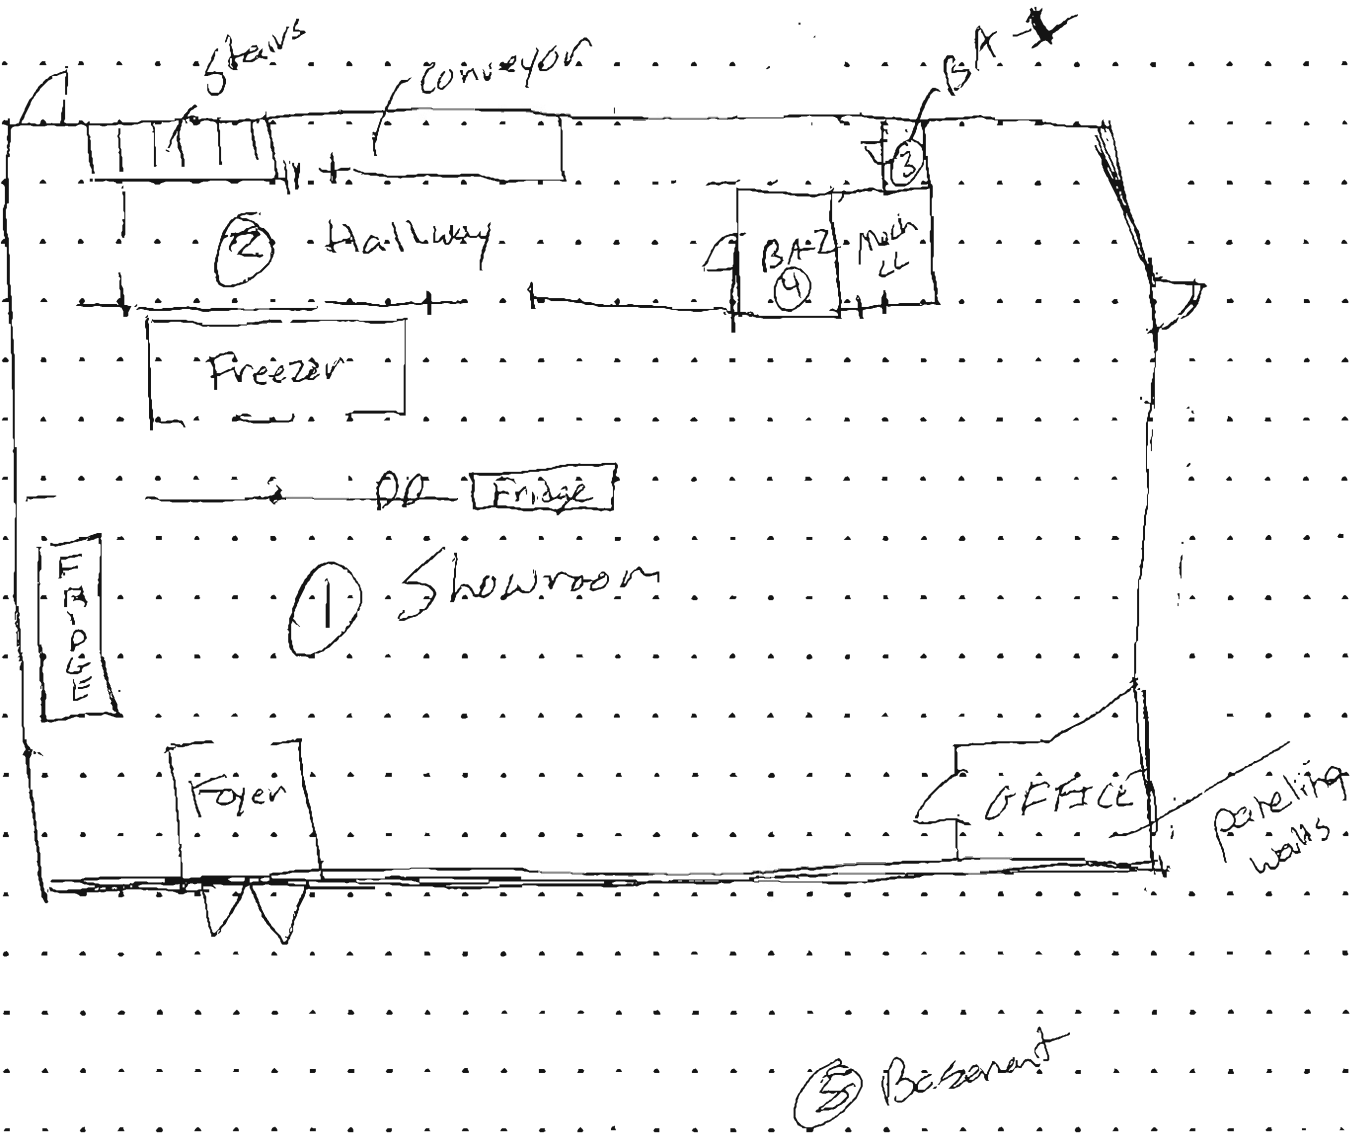 Stairs
Conveyor
BA-1
3
2 Hallway
BA-2
4
Mech
Freezer
DD
Fridge
FRIDGE
1 Showroom
Foyer
OFFICE
paneling
walls
5 Basement